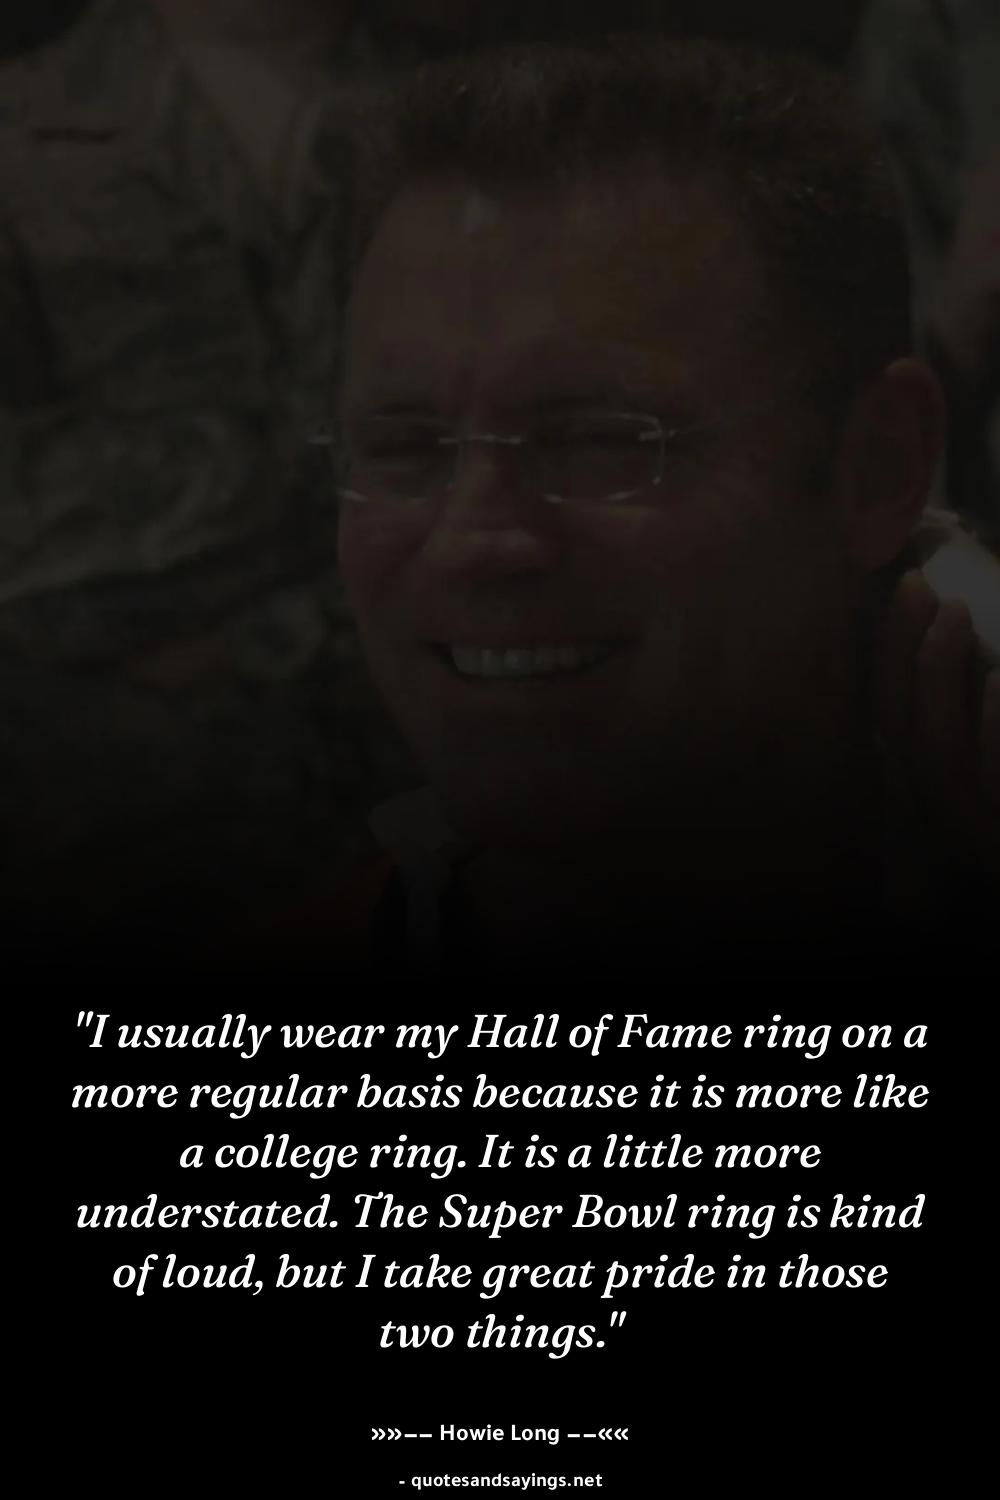 "I usually wear my Hall of Fame ring on a
more regular basis because it is more like
a college ring. It is a little more
understated. The Super Bowl ring is kind
of loud, but I take great pride in those
two things."
»»–– Howie Long ––««
- quotesandsayings.net